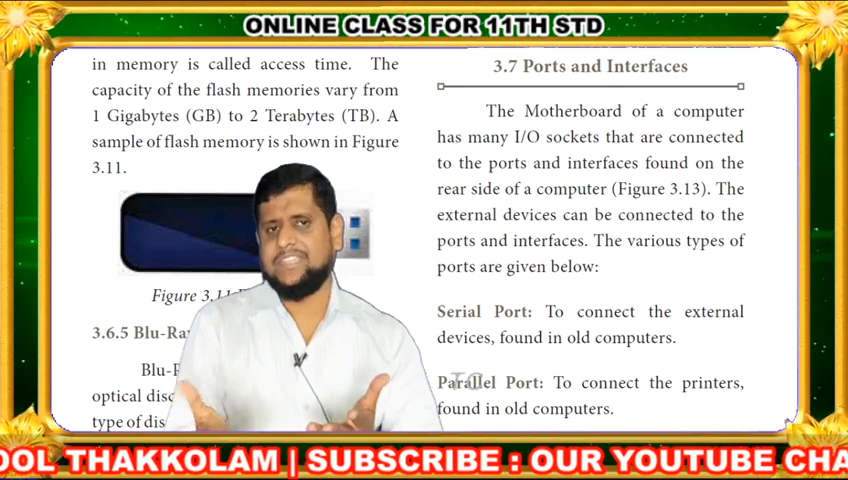 ONLINE CLASS FOR 11TH STD
in memory is called access time. The
capacity of the flash memories vary from
1 Gigabytes (GB) to 2 Terabytes (TB). A
sample of flash memory is shown in Figure
3.11.
Figure 3.11
3.6.5 Blu-Ray
Blu-R
optical disc
type of dis
3.7 Ports and Interfaces
The Motherboard of a computer
has many I/O sockets that are connected
to the ports and interfaces found on the
rear side of a computer (Figure 3.13). The
external devices can be connected to the
ports and interfaces. The various types of
ports are given below:
Serial Port: To connect the external
devices, found in old computers.
Parallel Port: To connect the printers,
found in old computers.
OOL THAKKOLAM | SUBSCRIBE : OUR YOUTUBE CHA